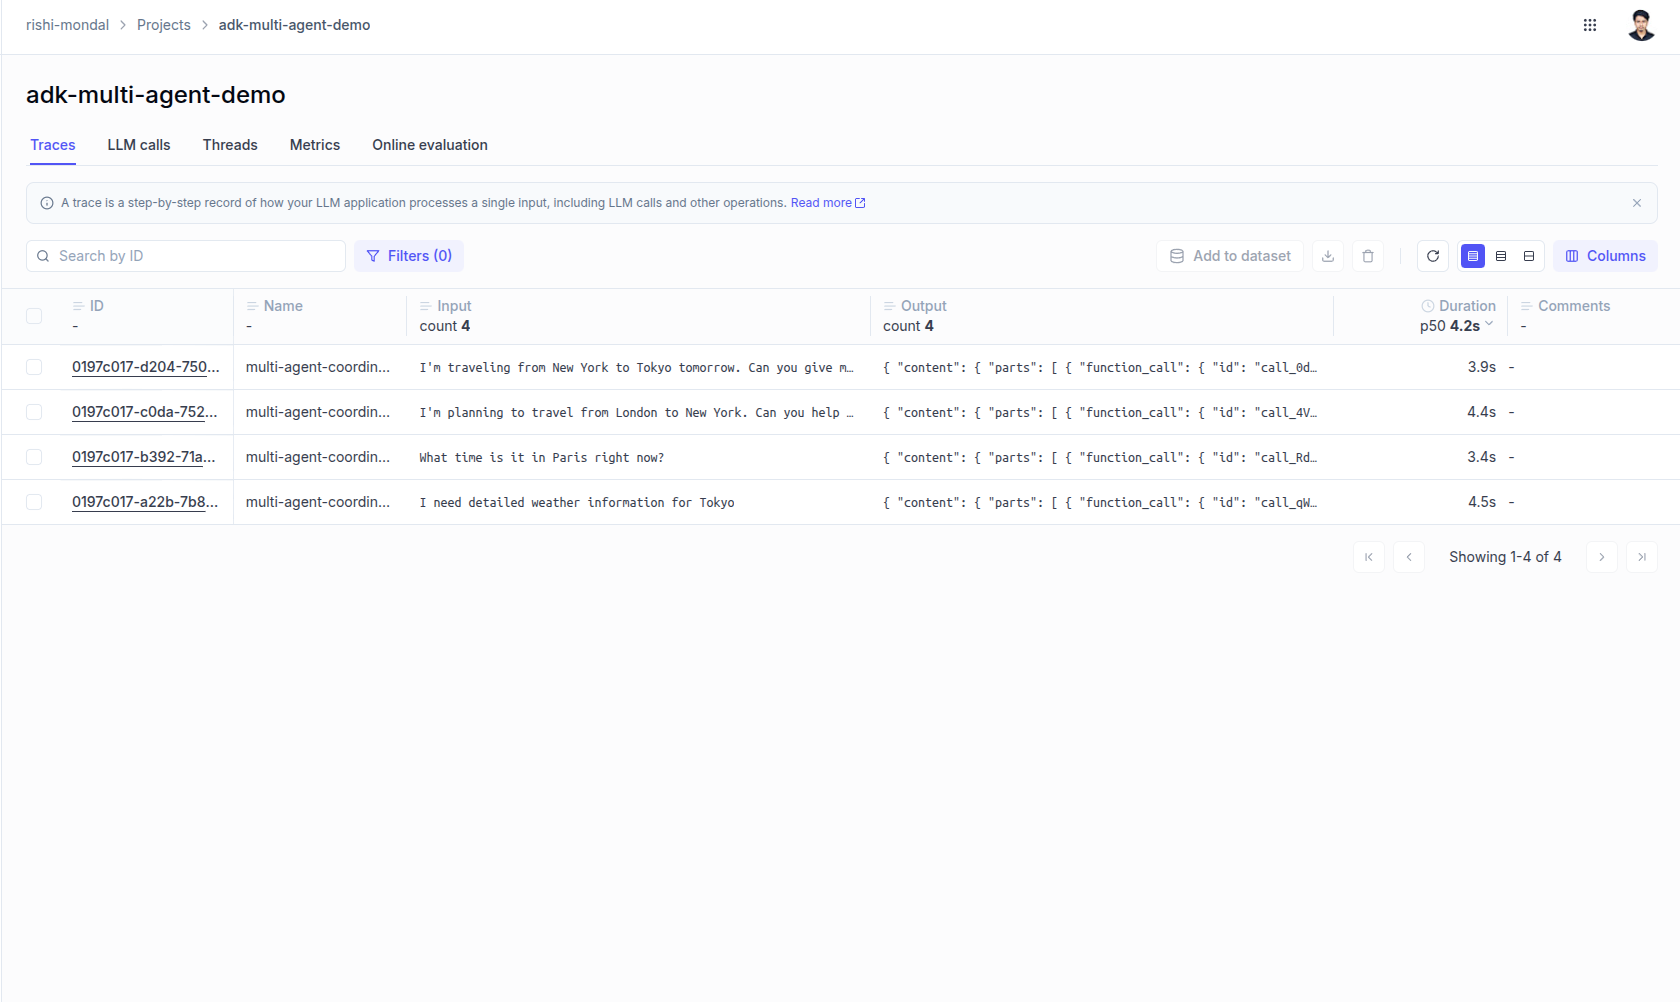 rishi-mondal > Projects > adk-multi-agent-demo
adk-multi-agent-demo
Traces LLM calls Threads Metrics Online evaluation
A trace is a step-by-step record of how your LLM application processes a single input, including LLM calls and other operations. Read more
Search by ID Filters (0) Add to dataset Columns
ID Name Input Output Duration Comments
- - count 4 count 4 p50 4.2s -
0197c017-d204-750... multi-agent-coordin... I'm traveling from New York to Tokyo tomorrow. Can you give m… { "content": { "parts": [ { "function_call": { "id": "call_0d… 3.9s -
0197c017-c0da-752... multi-agent-coordin... I'm planning to travel from London to New York. Can you help … { "content": { "parts": [ { "function_call": { "id": "call_4V… 4.4s -
0197c017-b392-71a... multi-agent-coordin... What time is it in Paris right now? { "content": { "parts": [ { "function_call": { "id": "call_Rd… 3.4s -
0197c017-a22b-7b8... multi-agent-coordin... I need detailed weather information for Tokyo { "content": { "parts": [ { "function_call": { "id": "call_qW… 4.5s -
Showing 1-4 of 4